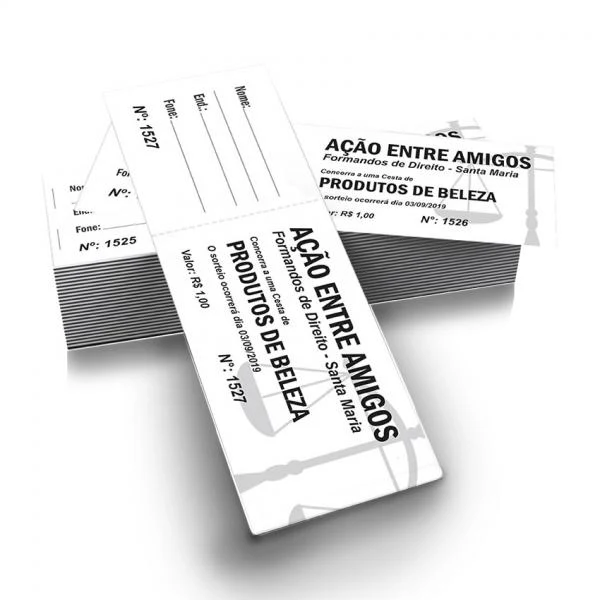 Nome:
End.:
Fone:
Nº: 1527
AÇÃO ENTRE AMIGOS
Formandos de Direito - Santa Maria
Concorra a uma Cesta de
PRODUTOS DE BELEZA
O sorteio ocorrerá dia 03/09/2019
Valor: R$ 1,00
Nº: 1527
AÇÃO ENTRE AMIGOS
Formandos de Direito - Santa Maria
Concorra a uma Cesta de
PRODUTOS DE BELEZA
sorteio ocorrerá dia 03/09/2019
R$ 1,00
Nº: 1526
Nº:
Fone:
Nº: 1525